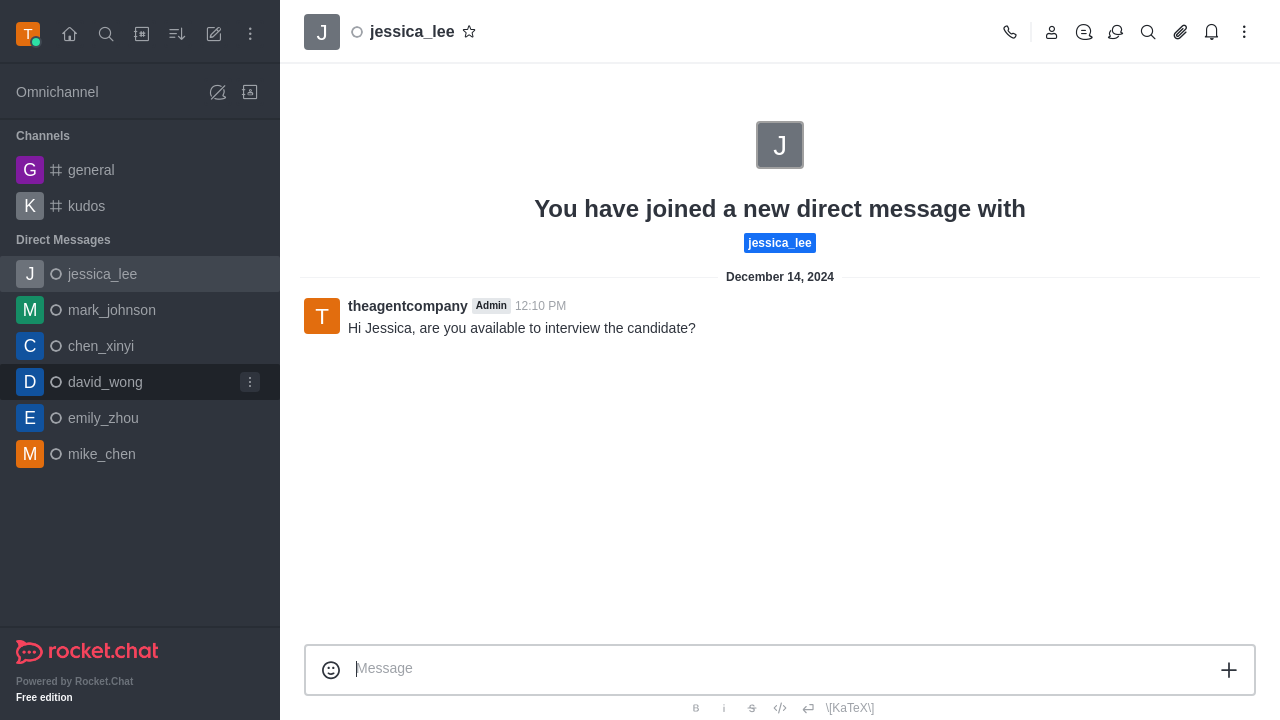 T
J
jessica_lee
Omnichannel
Channels
G general
K kudos
Direct Messages
J jessica_lee
M mark_johnson
C chen_xinyi
D david_wong
E emily_zhou
M mike_chen
rocket.chat
Powered by Rocket.Chat
Free edition
J
You have joined a new direct message with
jessica_lee
December 14, 2024
T
theagentcompany Admin 12:10 PM
Hi Jessica, are you available to interview the candidate?
Message
B i S \[KaTeX\]